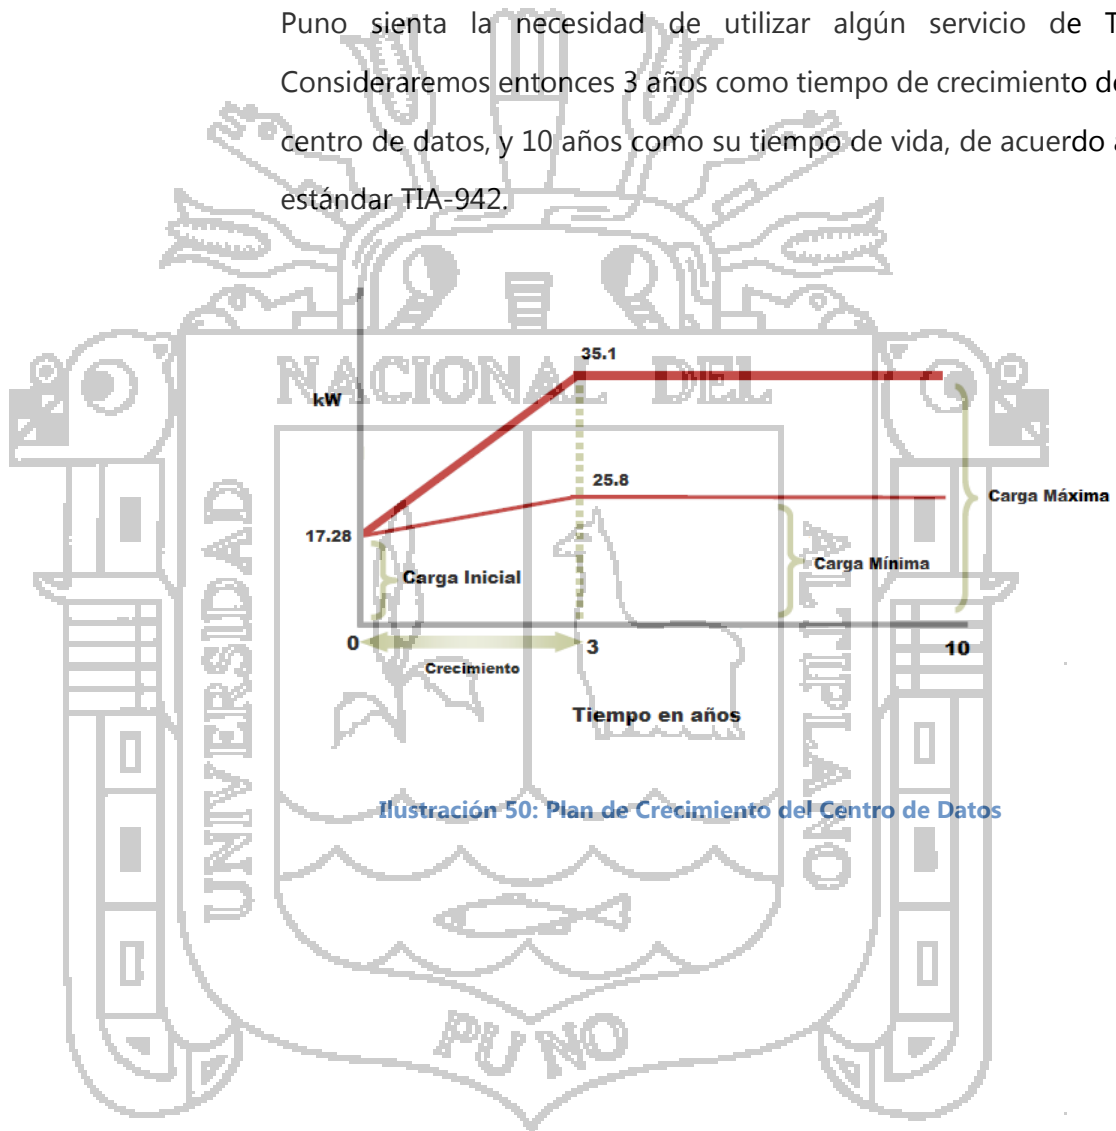 Puno sienta la necesidad de utilizar algún servicio de T
Consideraremos entonces 3 años como tiempo de crecimiento de
centro de datos, y 10 años como su tiempo de vida, de acuerdo a
estándar TIA-942.
NACIONAL DEL
35.1
kW
25.8
Carga Máxima
17.28
Carga Mínima
Carga Inicial
0
3
10
Crecimiento
Tiempo en años
UNIVERSIDAD
ALTIPLANO
Ilustración 50: Plan de Crecimiento del Centro de Datos
PUNO